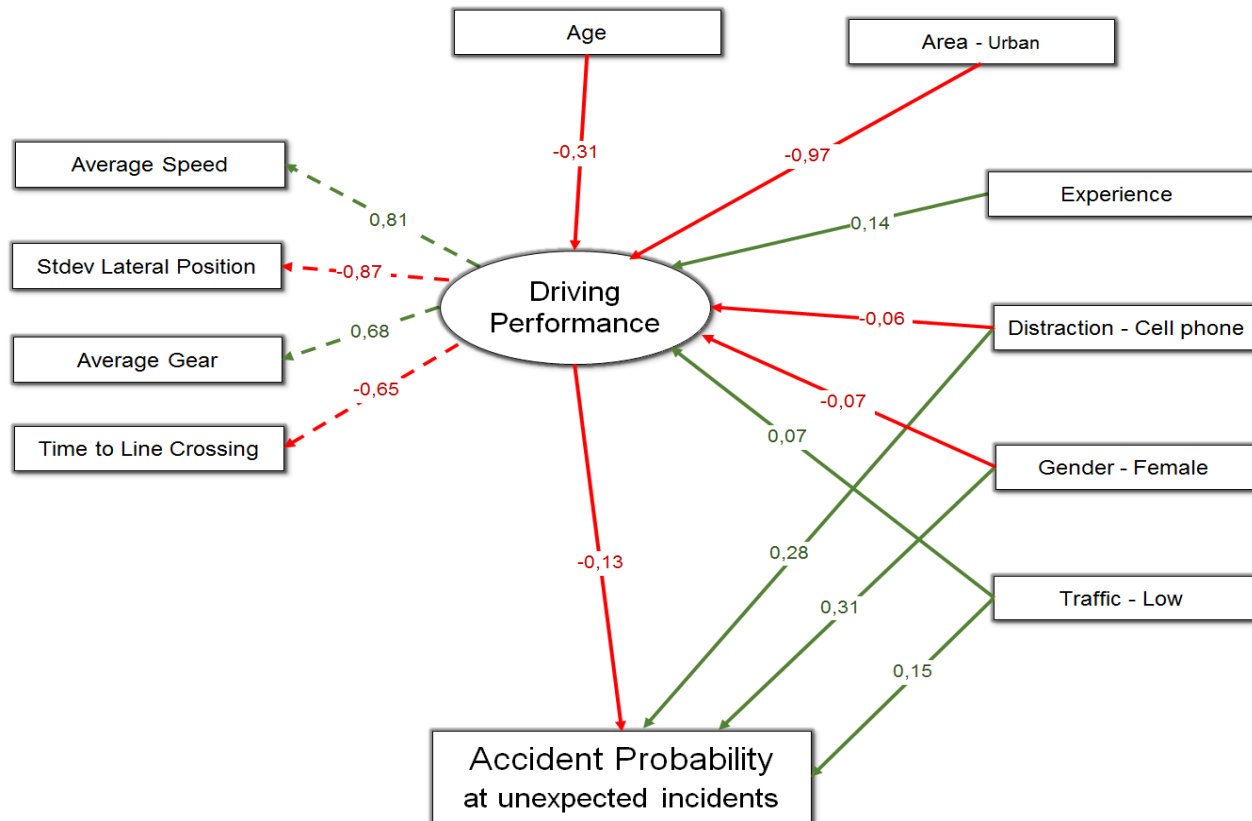 Age
Area - Urban
-0,31
-0,97
Average Speed
Experience
0,81
0,14
Stdev Lateral Position
-0,87
Driving
Performance
-0,06
Distraction - Cell phone
Average Gear
0,68
-0,65
-0,07
Time to Line Crossing
0,07
Gender - Female
-0,13
0,28
0,31
Traffic - Low
0,15
Accident Probability
at unexpected incidents